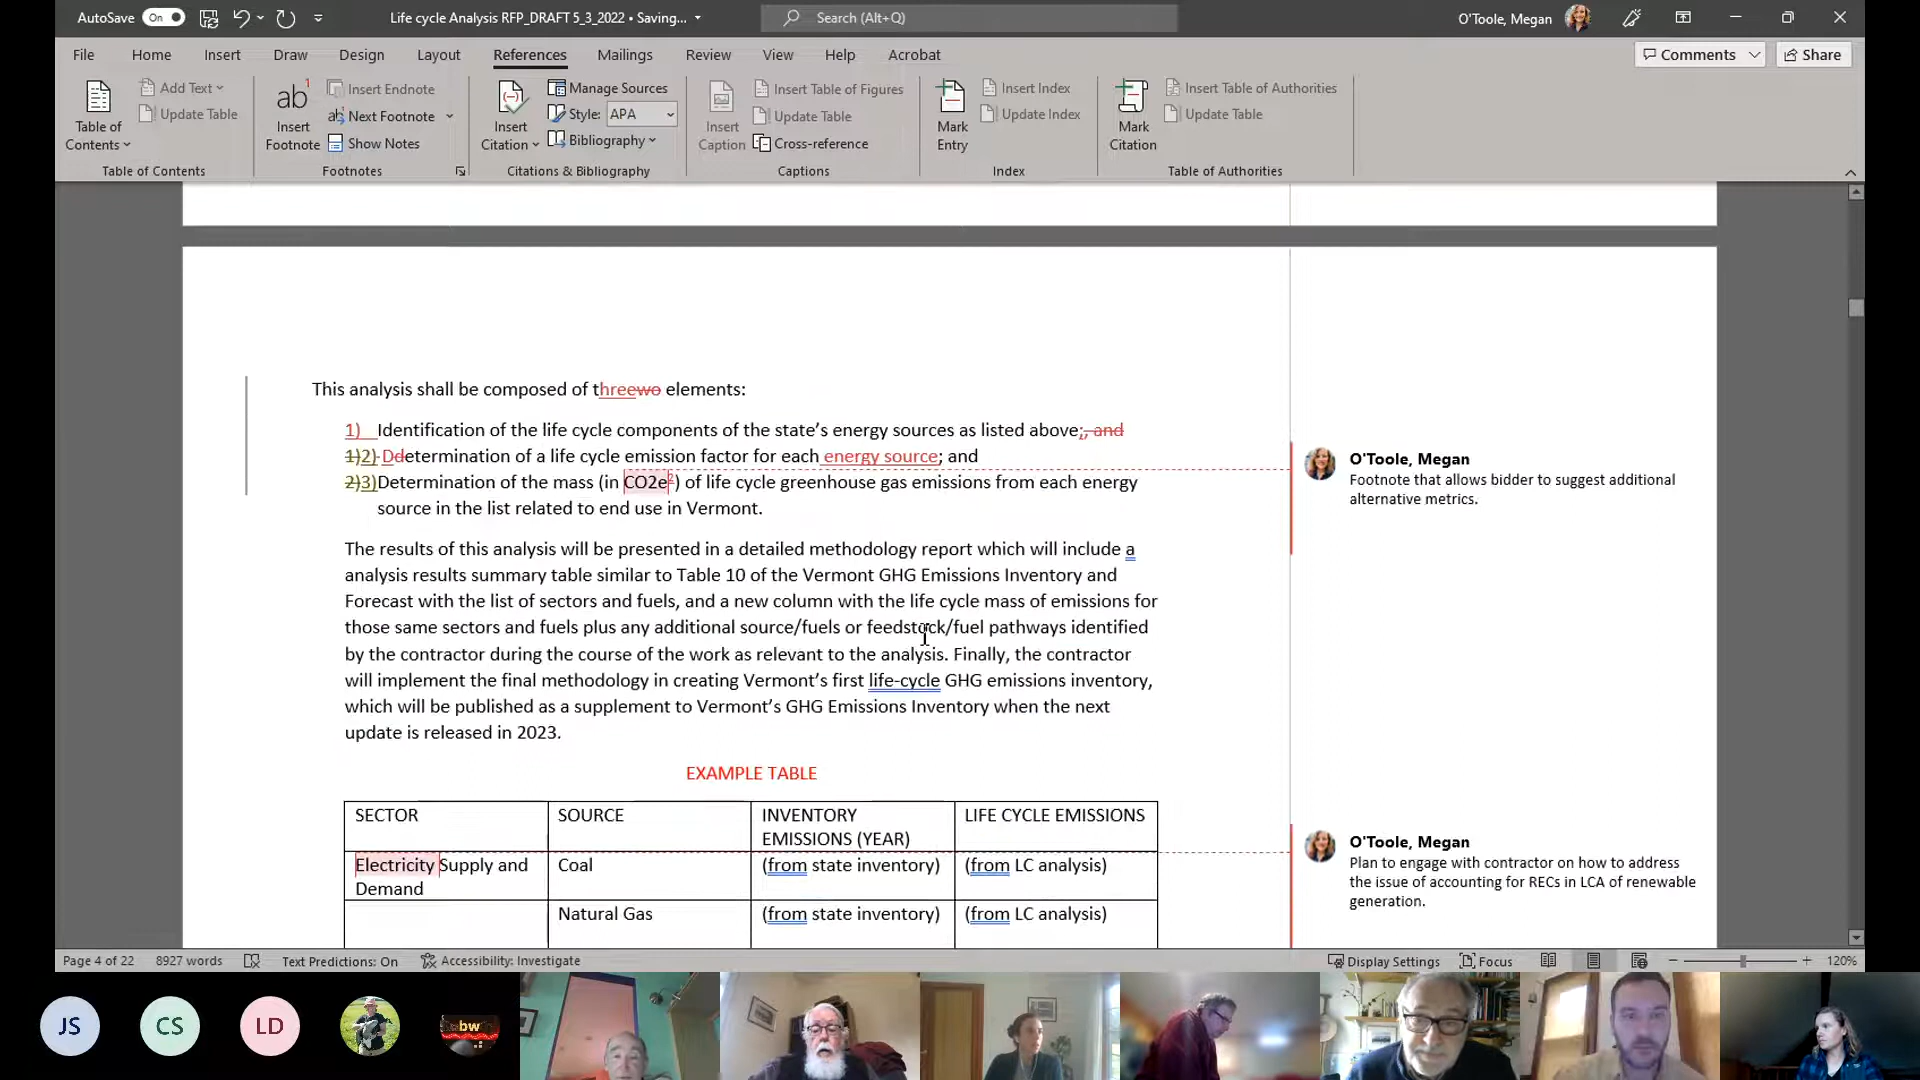 AutoSave On Life cycle Analysis RFP_DRAFT 5_3_2022 • Saving... Search (Alt+Q) O'Toole, Megan
File Home Insert Draw Design Layout References Mailings Review View Help Acrobat Comments Share
Table of Contents
Add Text
Update Table
Table of Contents
ab
Insert Footnote
Insert Endnote
Next Footnote
Show Notes
Footnotes
Insert Citation
Manage Sources
Style: APA
Bibliography
Citations & Bibliography
Insert Caption
Insert Table of Figures
Update Table
Cross-reference
Captions
Mark Entry
Insert Index
Update Index
Index
Mark Citation
Insert Table of Authorities
Update Table
Table of Authorities
This analysis shall be composed of threewo elements:
1) Identification of the life cycle components of the state’s energy sources as listed above;, and
1)2) Ddetermination of a life cycle emission factor for each energy source; and
2)3)Determination of the mass (in CO2e2) of life cycle greenhouse gas emissions from each energy
source in the list related to end use in Vermont.
The results of this analysis will be presented in a detailed methodology report which will include a
analysis results summary table similar to Table 10 of the Vermont GHG Emissions Inventory and
Forecast with the list of sectors and fuels, and a new column with the life cycle mass of emissions for
those same sectors and fuels plus any additional source/fuels or feedstock/fuel pathways identified
by the contractor during the course of the work as relevant to the analysis. Finally, the contractor
will implement the final methodology in creating Vermont’s first life-cycle GHG emissions inventory,
which will be published as a supplement to Vermont’s GHG Emissions Inventory when the next
update is released in 2023.
EXAMPLE TABLE
SECTOR SOURCE INVENTORY EMISSIONS (YEAR) LIFE CYCLE EMISSIONS
Electricity Supply and Demand Coal (from state inventory) (from LC analysis)
Natural Gas (from state inventory) (from LC analysis)
O'Toole, Megan
Footnote that allows bidder to suggest additional
alternative metrics.
O'Toole, Megan
Plan to engage with contractor on how to address
the issue of accounting for RECs in LCA of renewable
generation.
Page 4 of 22 8927 words Text Predictions: On Accessibility: Investigate Display Settings Focus 120%
JS CS LD bw